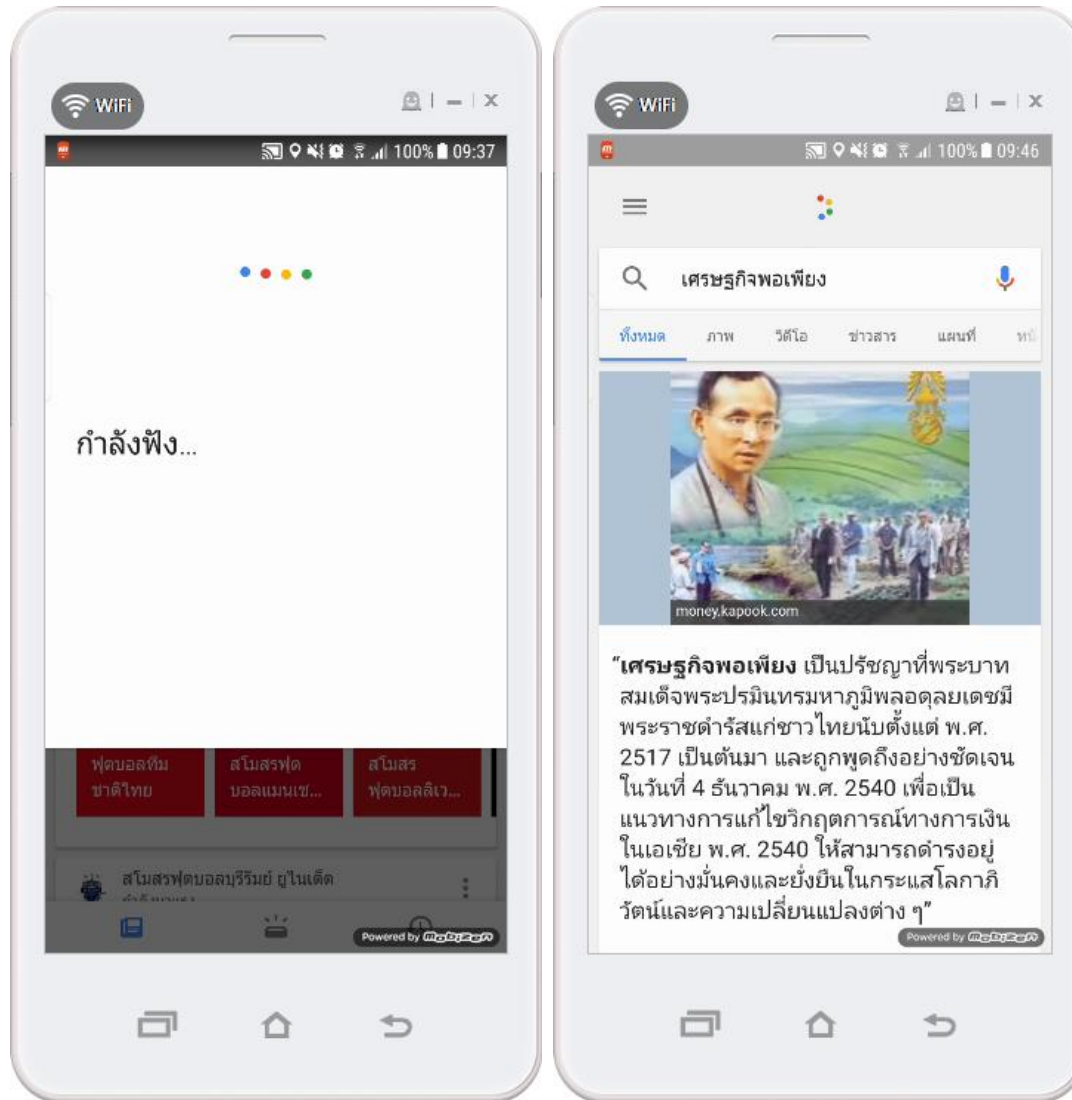 WiFi
100% 09:37
กำลังฟัง...
ฟุตบอลทีม
ชาติไทย
สโมสรฟุต
บอลแมนเช...
สโมสร
ฟุตบอลลิเว...
สโมสรฟุตบอลบุรีรัมย์ ยูไนเต็ด
Powered by Mobizen
WiFi
100% 09:46
เศรษฐกิจพอเพียง
ทั้งหมด ภาพ วิดีโอ ข่าวสาร แผนที่
money.kapook.com
"เศรษฐกิจพอเพียง เป็นปรัชญาที่พระบาท
สมเด็จพระปรมินทรมหาภูมิพลอดุลยเดชมี
พระราชดำรัสแก่ชาวไทยนับตั้งแต่ พ.ศ.
2517 เป็นต้นมา และถูกพูดถึงอย่างชัดเจน
ในวันที่ 4 ธันวาคม พ.ศ. 2540 เพื่อเป็น
แนวทางการแก้ไขวิกฤตการณ์ทางการเงิน
ในเอเชีย พ.ศ. 2540 ให้สามารถดำรงอยู่
ได้อย่างมั่นคงและยั่งยืนในกระแสโลกาภิ
วัตน์และความเปลี่ยนแปลงต่าง ๆ"
Powered by Mobizen